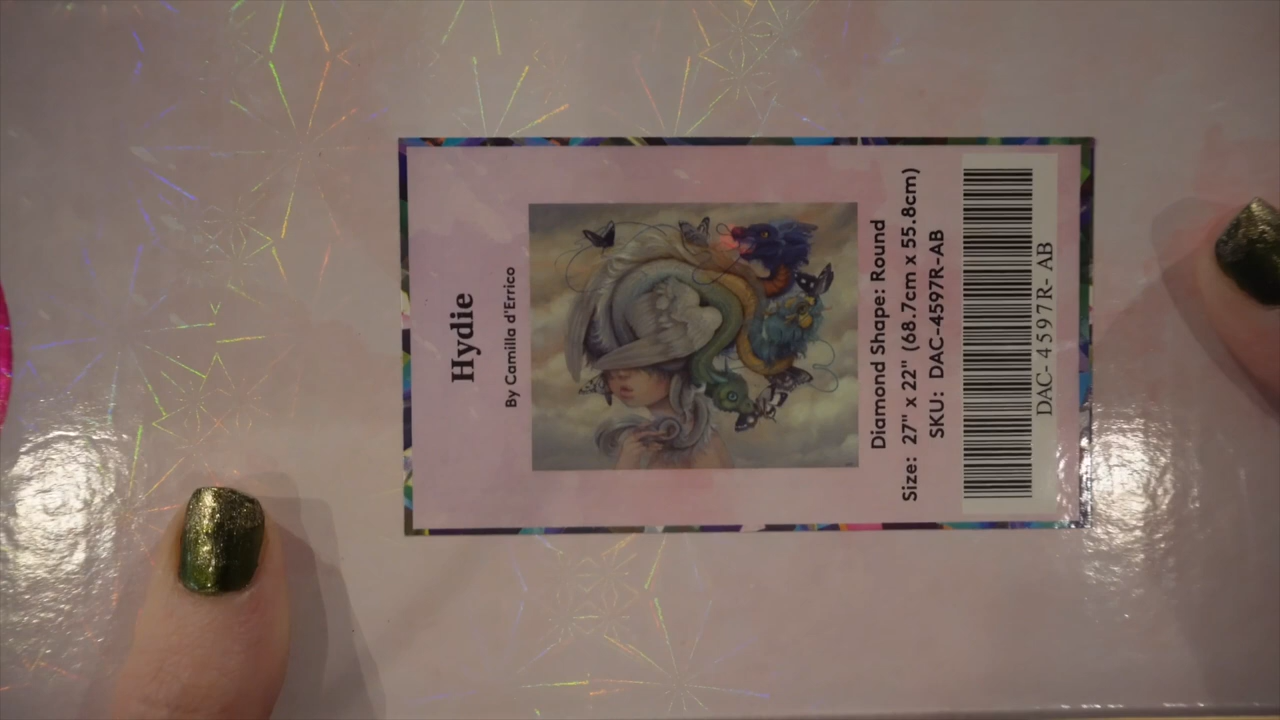 Hydie
By Camilla d'Errico
Diamond Shape: Round
Size: 27" x 22" (68.7cm x 55.8cm)
SKU: DAC-4597R-AB
DAC- 4597R- AB